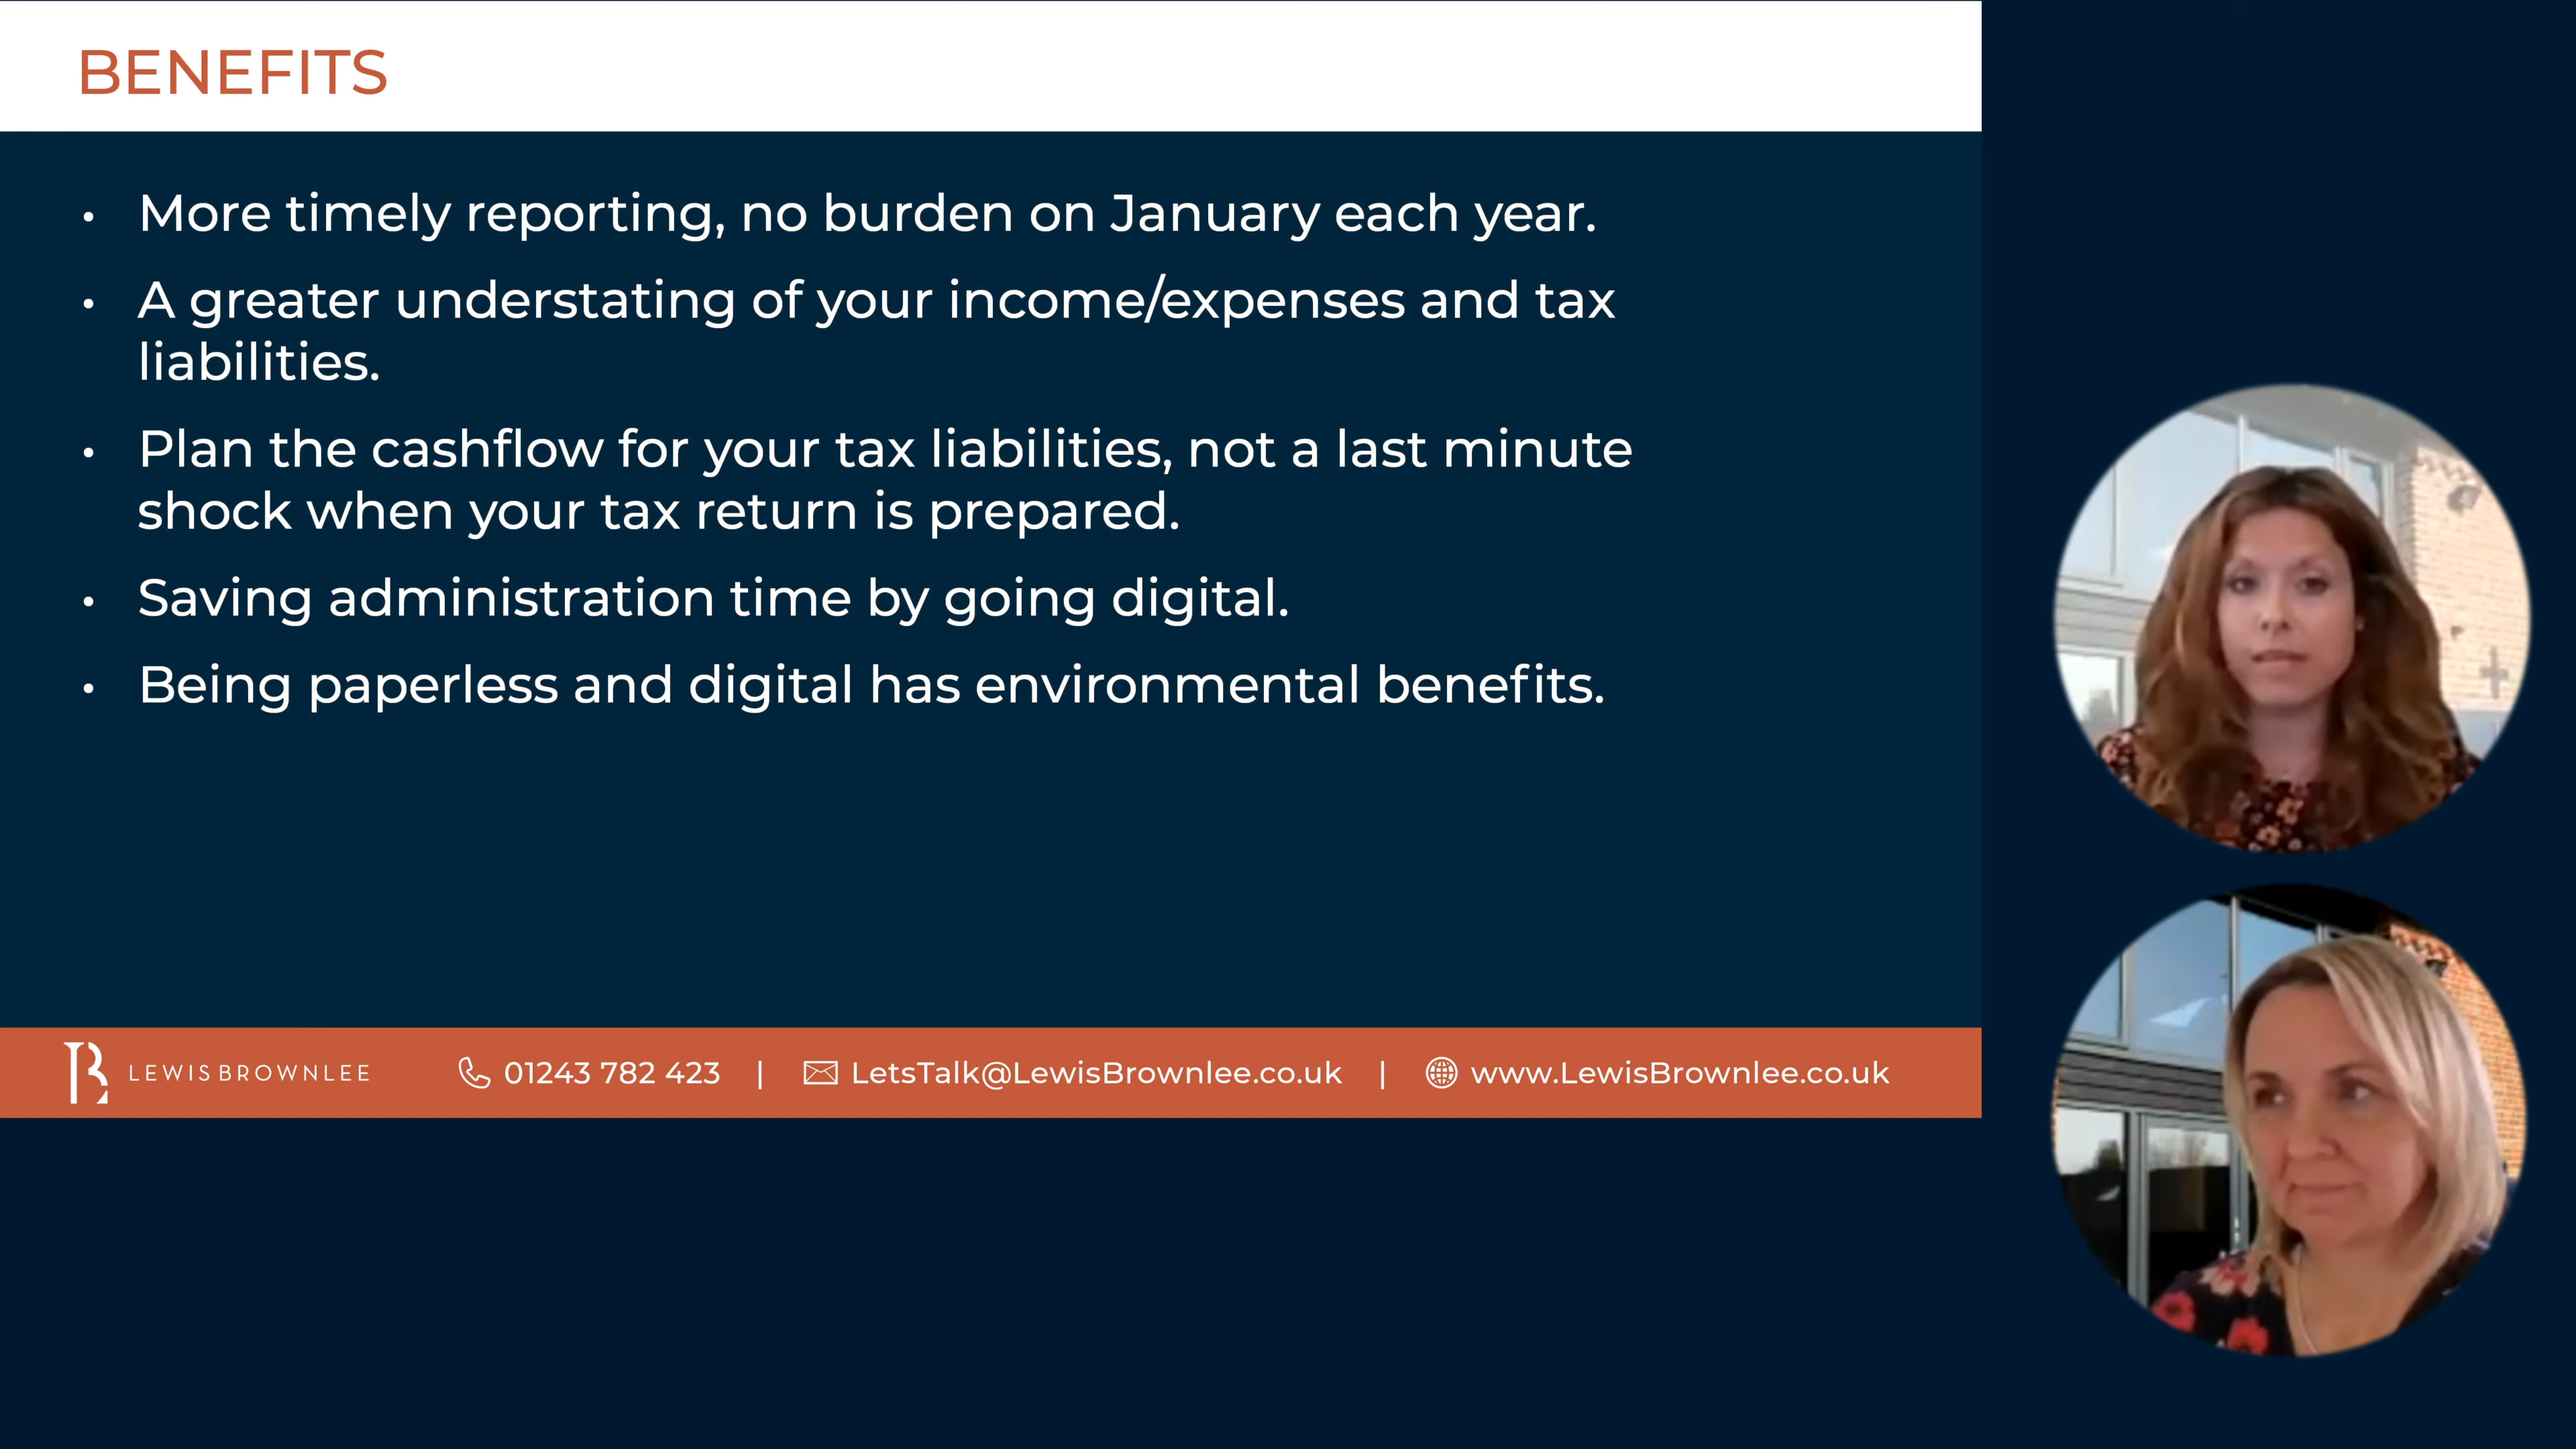 BENEFITS
• More timely reporting, no burden on January each year.
• A greater understating of your income/expenses and tax
liabilities.
• Plan the cashflow for your tax liabilities, not a last minute
shock when your tax return is prepared.
• Saving administration time by going digital.
• Being paperless and digital has environmental benefits.
LEWIS BROWNLEE 01243 782 423 | LetsTalk@LewisBrownlee.co.uk | www.LewisBrownlee.co.uk